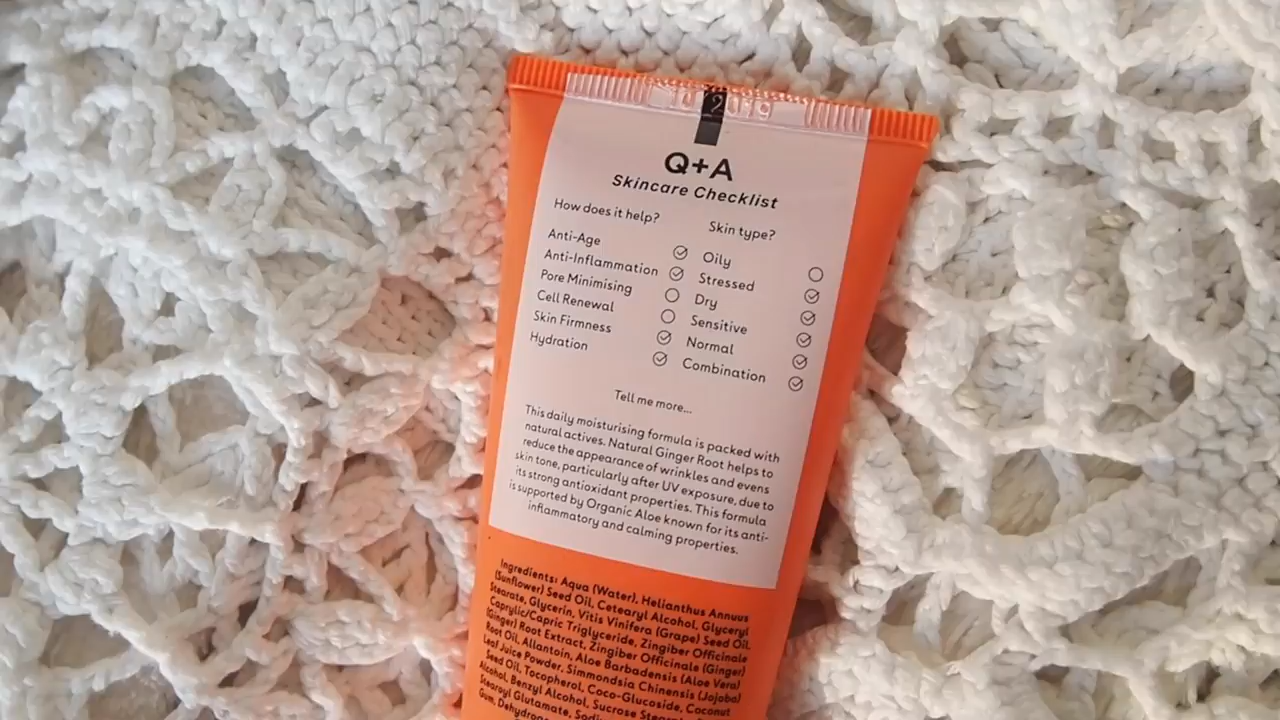 Q+A
Skincare Checklist
How does it help?
Anti-Age
Anti-Inflammation
Pore Minimising
Cell Renewal
Skin Firmness
Hydration
Skin type?
Oily
Stressed
Dry
Sensitive
Normal
Combination
Tell me more...
This daily moisturising formula is packed with
natural actives. Natural Ginger Root helps to
reduce the appearance of wrinkles and evens
skin tone, particularly after UV exposure, due to
its strong antioxidant properties. This formula
is supported by Organic Aloe known for its anti-
inflammatory and calming properties.
Ingredients: Aqua (Water), Helianthus Annuus
(Sunflower) Seed Oil, Cetearyl Alcohol, Glyceryl
Stearate, Glycerin, Vitis Vinifera (Grape) Seed Oil,
Caprylic/Capric Triglyceride, Zingiber Officinale
(Ginger) Root Extract, Zingiber Officinale (Ginger)
Root Oil, Allantoin, Aloe Barbadensis (Aloe Vera)
Leaf Juice Powder, Simmondsia Chinensis (Jojoba)
Seed Oil, Tocopherol, Coco-Glucoside, Coconut
Alcohol, Benzyl Alcohol, Sucrose
Stearoyl Glutamate,
Gum,